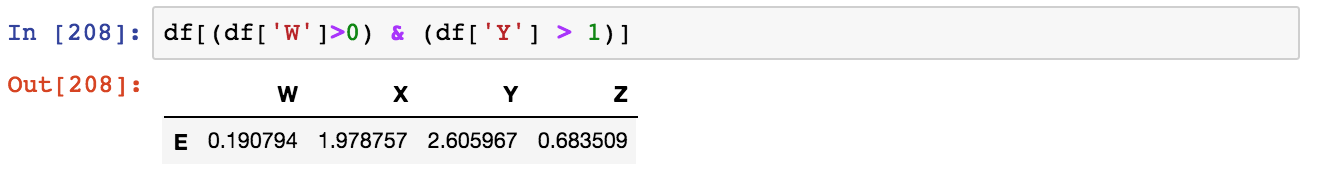 In [208]: df[(df['W']>0) & (df['Y'] > 1)]
Out[208]:
W X Y Z
E 0.190794 1.978757 2.605967 0.683509